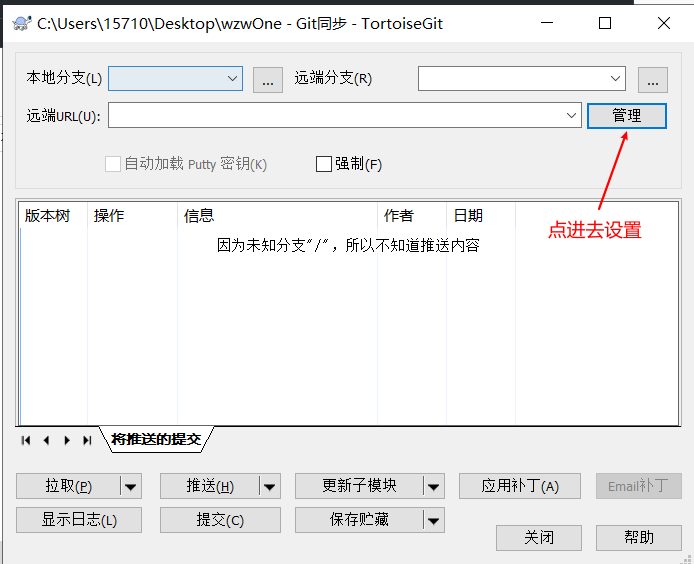 C:\Users\15710\Desktop\wzwOne - Git同步 - TortoiseGit
本地分支(L) ... 远端分支(R) ...
远端URL(U): 管理
自动加载 Putty 密钥(K) 强制(F)
点进去设置
版本树 操作 信息 作者 日期
因为未知分支"/"，所以不知道推送内容
将推送的提交
拉取(P) 推送(H) 更新子模块 应用补丁(A) Email补丁
显示日志(L) 提交(C) 保存贮藏
关闭 帮助